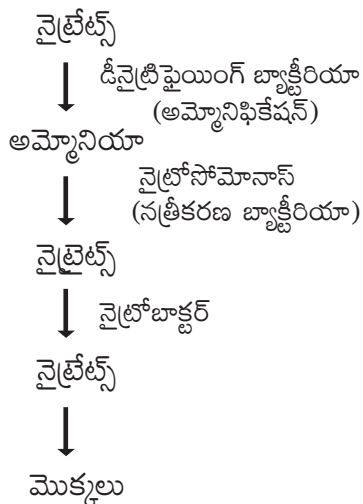 నైట్రేట్స్
డీనైట్రిఫైయింగ్ బ్యాక్టీరియా
(అమ్మోనిఫికేషన్)
అమ్మోనియా
నైట్రోసోమోనాస్
(నత్రీకరణ బ్యాక్టీరియా)
నైట్రైట్స్
నైట్రోబాక్టర్
నైట్రేట్స్
మొక్కలు